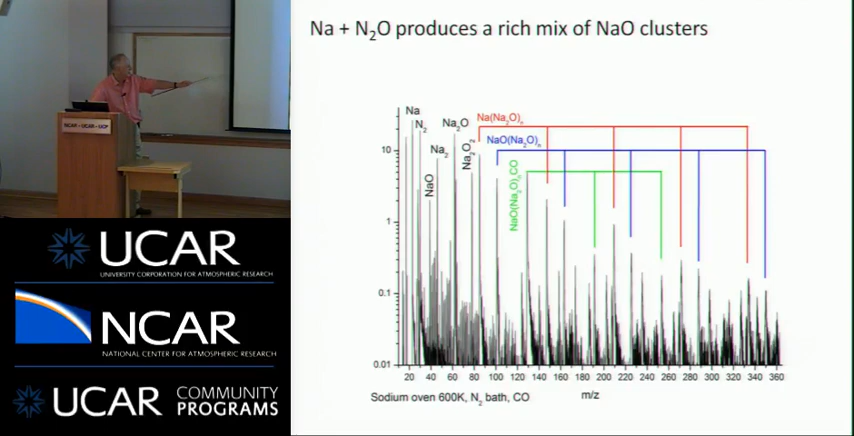 Na + N₂O produces a rich mix of NaO clusters
Na
N₂
Na₂O
Na(Na₂O)ₙ
NaO(Na₂O)ₙ
Na₂
Na₂O₂
NaO
NaO(Na₂O)ₙCO
10
1
0.1
0.01
20 40 60 80 100 120 140 160 180 200 220 240 260 280 300 320 340 360
Sodium oven 600K, N₂ bath, CO
m/z
NCAR • UCAR • UCP
UCAR
UNIVERSITY CORPORATION FOR ATMOSPHERIC RESEARCH
NCAR
NATIONAL CENTER FOR ATMOSPHERIC RESEARCH
UCAR COMMUNITY PROGRAMS